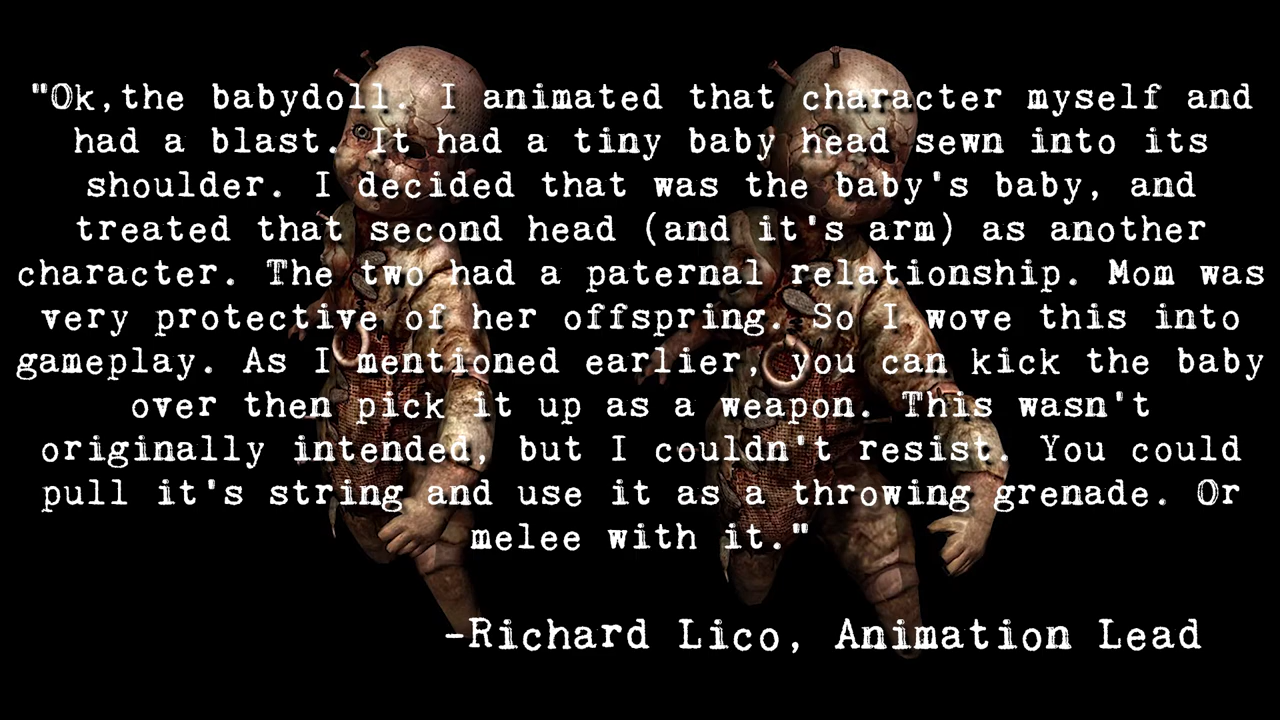 "Ok,the babydoll. I animated that character myself and
had a blast. It had a tiny baby head sewn into its
shoulder. I decided that was the baby's baby, and
treated that second head (and it's arm) as another
character. The two had a paternal relationship. Mom was
very protective of her offspring. So I wove this into
gameplay. As I mentioned earlier, you can kick the baby
over then pick it up as a weapon. This wasn't
originally intended, but I couldn't resist. You could
pull it's string and use it as a throwing grenade. Or
melee with it."
-Richard Lico, Animation Lead